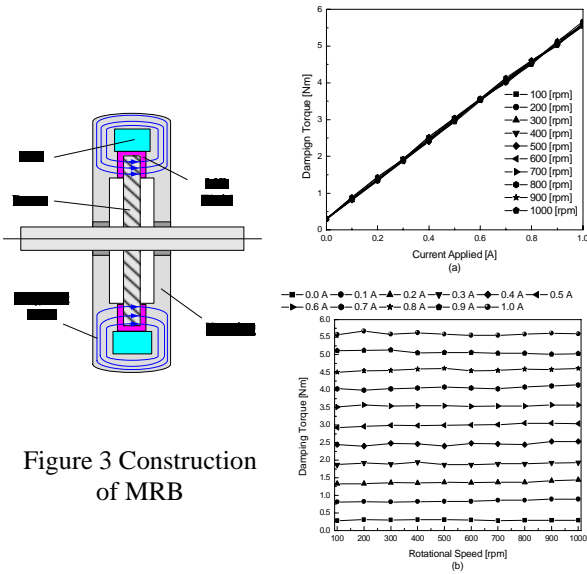 Figure 3 Construction
of MRB
6
5
4
3
2
1
0
Dampign Torque [Nm]
100 [rpm]
200 [rpm]
300 [rpm]
400 [rpm]
500 [rpm]
600 [rpm]
700 [rpm]
800 [rpm]
900 [rpm]
1000 [rpm]
0.0 0.2 0.4 0.6 0.8 1.0
Current Applied [A]
(a)
0.0 A 0.1 A 0.2 A 0.3 A 0.4 A 0.5 A
0.6 A 0.7 A 0.8 A 0.9 A 1.0 A
6.0
5.5
5.0
4.5
4.0
3.5
3.0
2.5
2.0
1.5
1.0
0.5
0.0
Damping Torque [Nm]
100 200 300 400 500 600 700 800 900 1000
Rotational Speed [rpm]
(b)